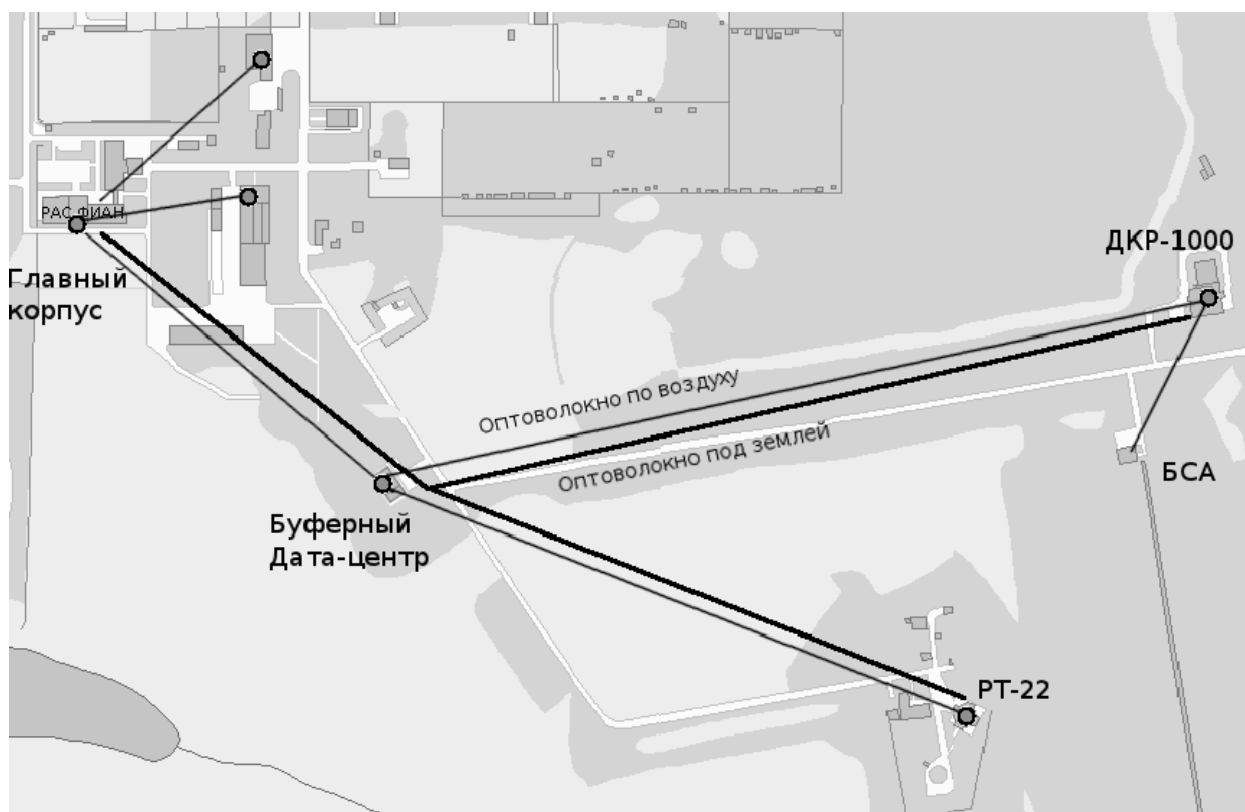 РАС ФИАН
Главный
корпус
ДКР-1000
Оптоволокно по воздуху
Оптоволокно под землей
БСА
Буферный
Дата-центр
РТ-22